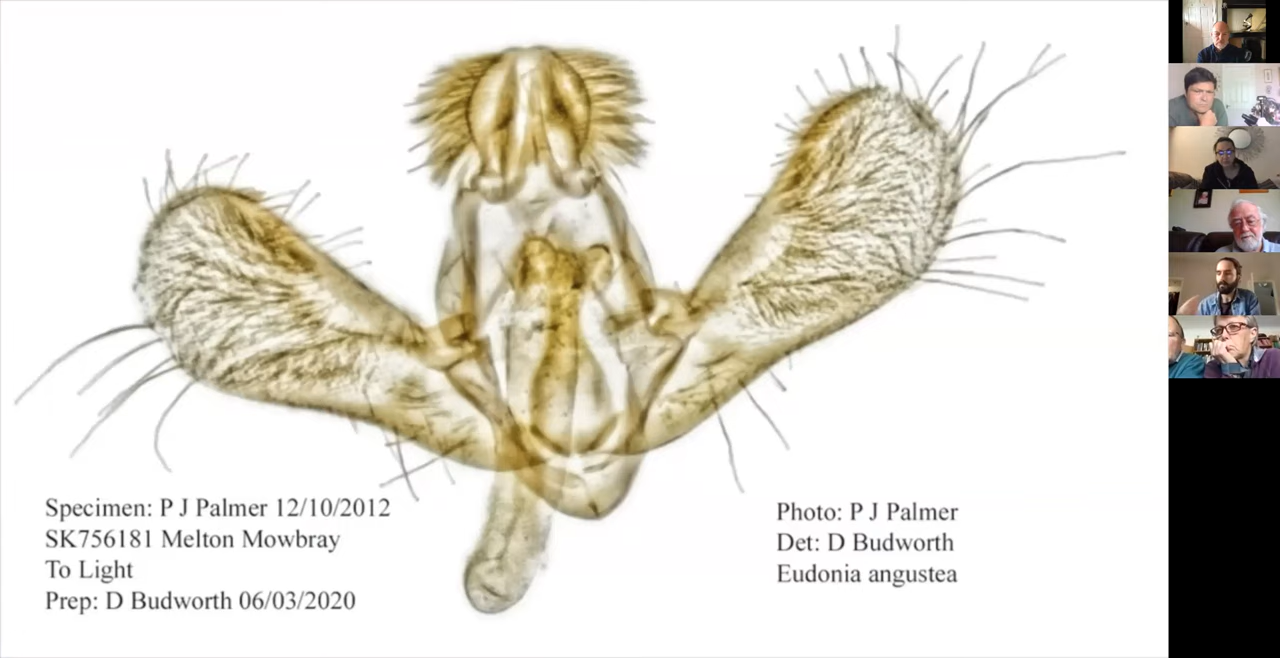 Specimen: P J Palmer 12/10/2012
SK756181 Melton Mowbray
To Light
Prep: D Budworth 06/03/2020
Photo: P J Palmer
Det: D Budworth
Eudonia angustea